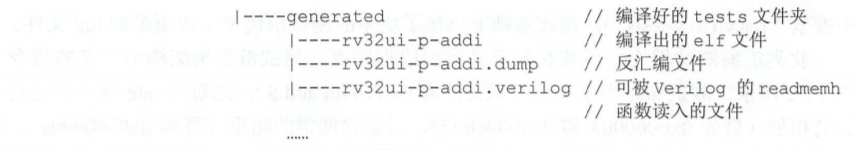 |----generated // 编译好的 tests 文件夹
|----rv32ui-p-addi // 编译出的 elf 文件
|----rv32ui-p-addi.dump // 反汇编文件
|----rv32ui-p-addi.verilog // 可被 Verilog 的 readmemh
// 函数读入的文件
……